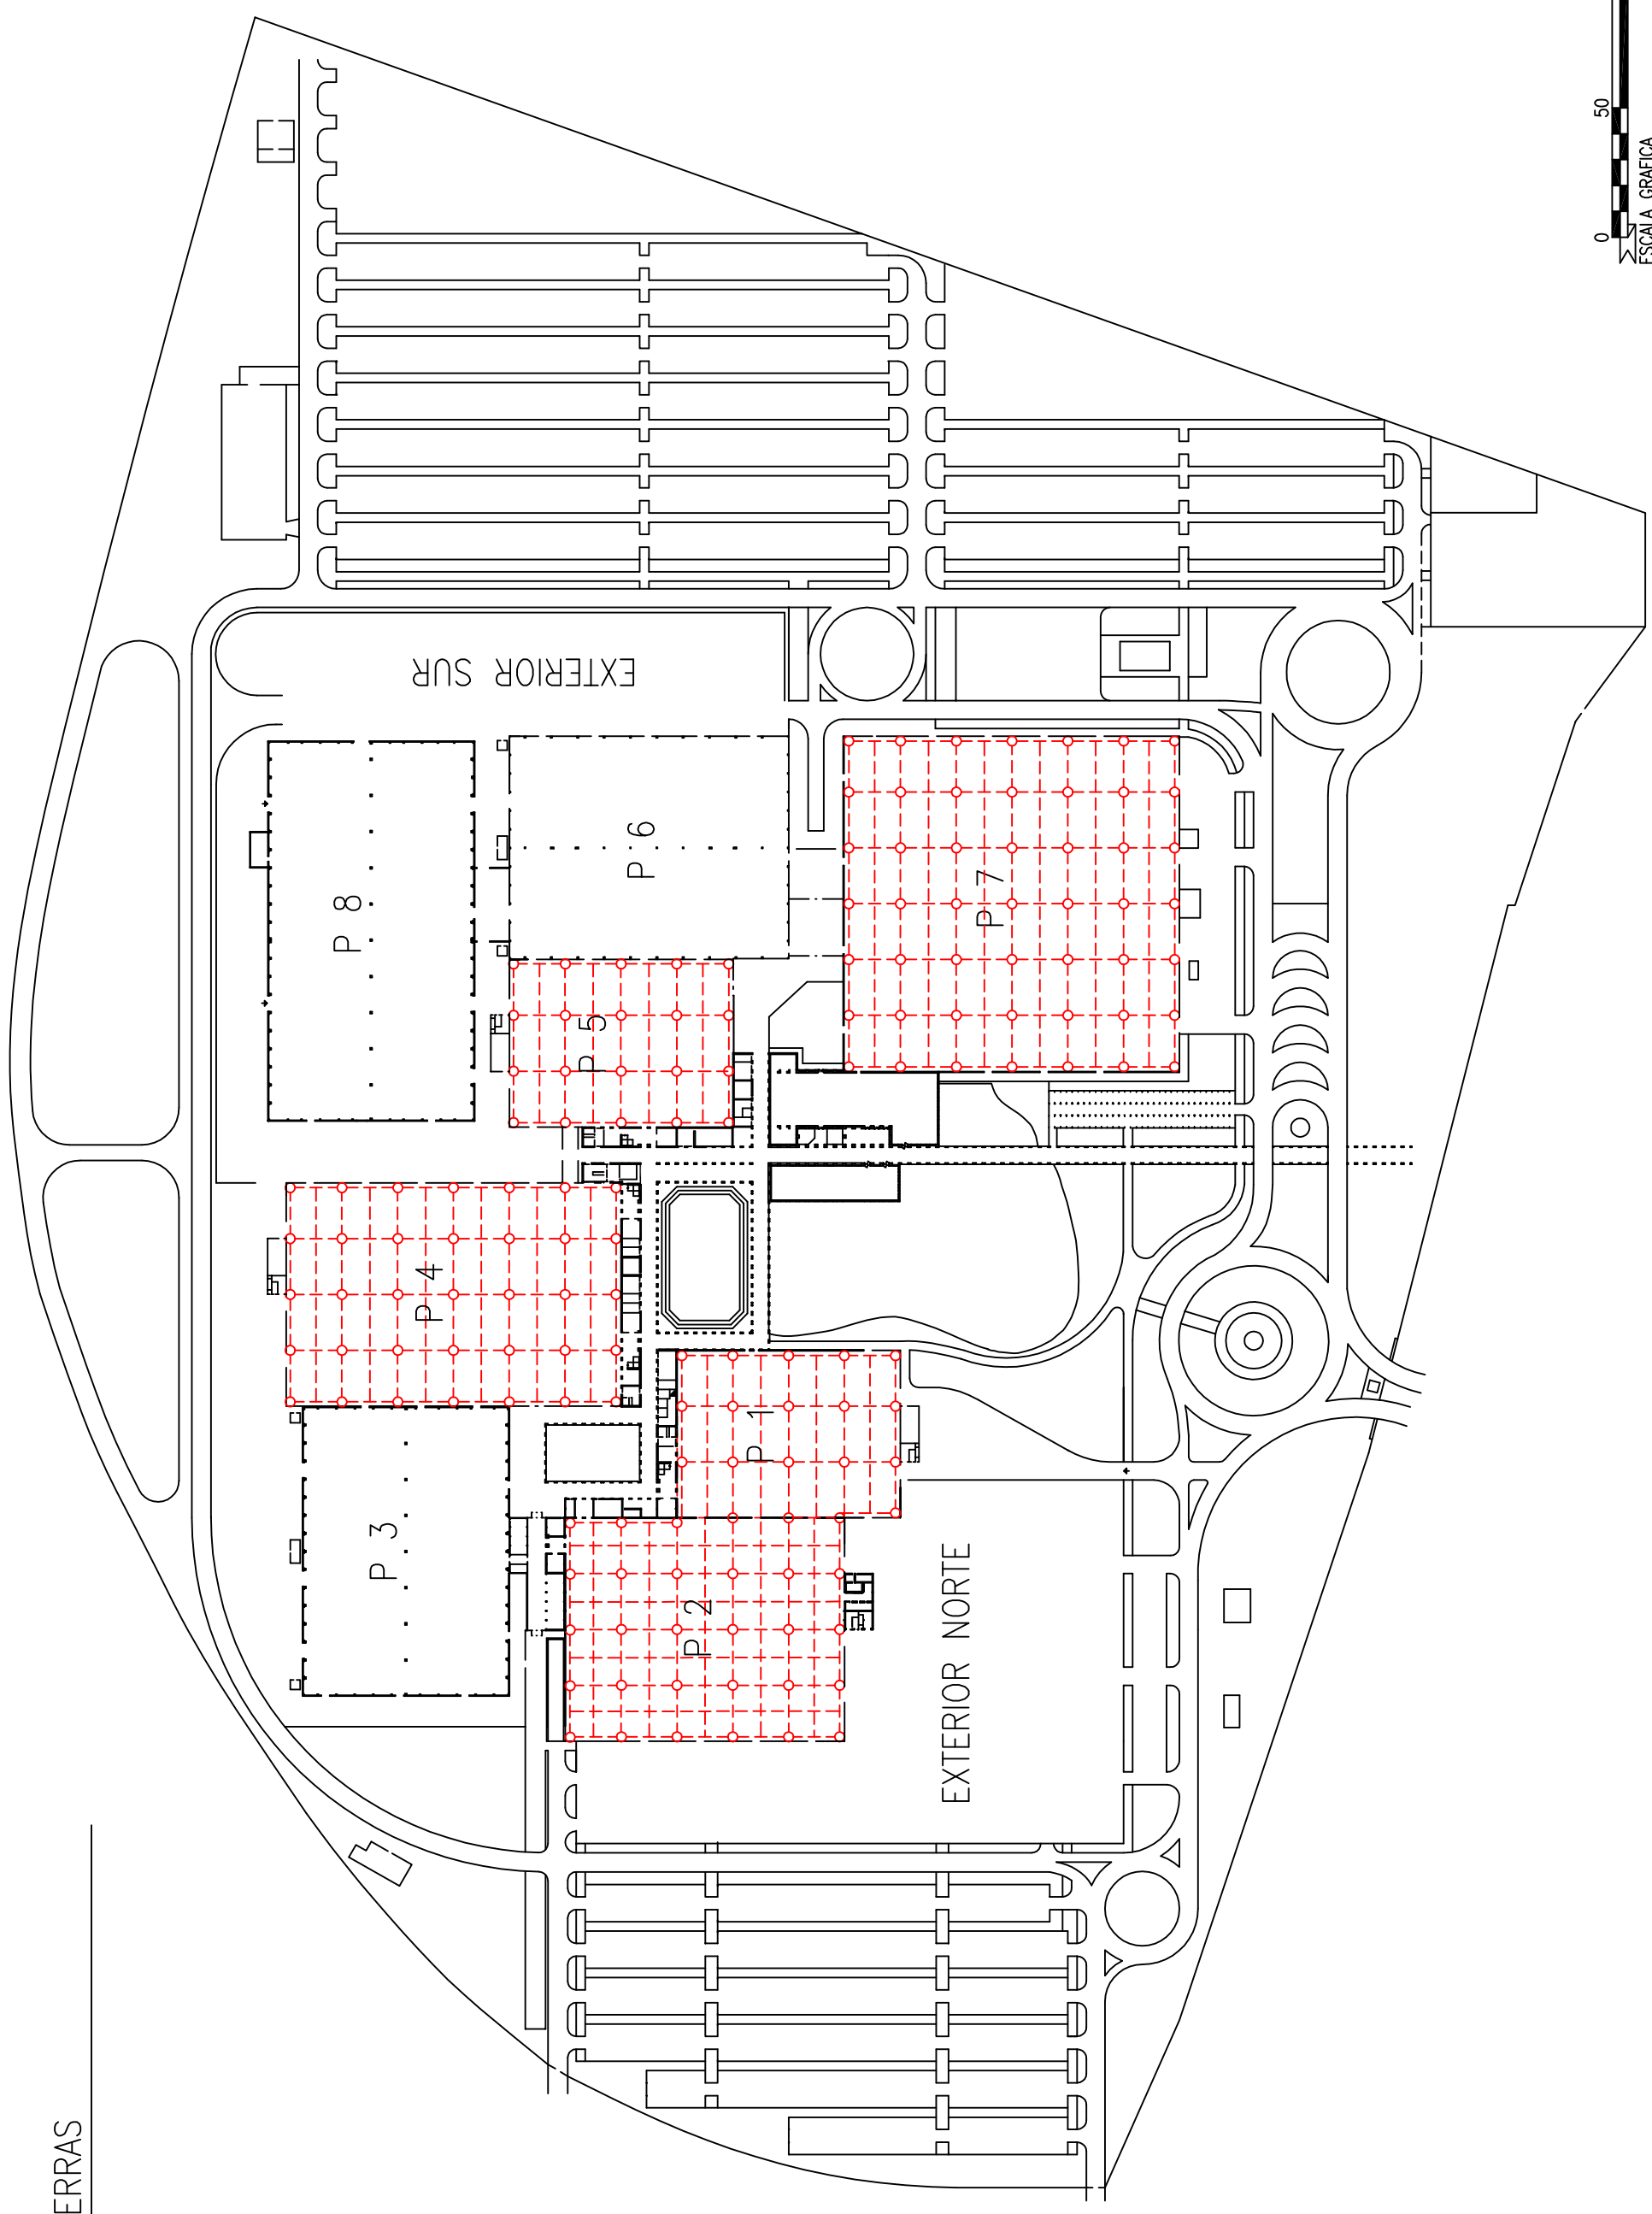 ERRAS
P 3
P 4
P 8
P 5
P 6
P 2
P 1
P 7
EXTERIOR NORTE
EXTERIOR SUR
0 50
M
ESCALA GRAFICA